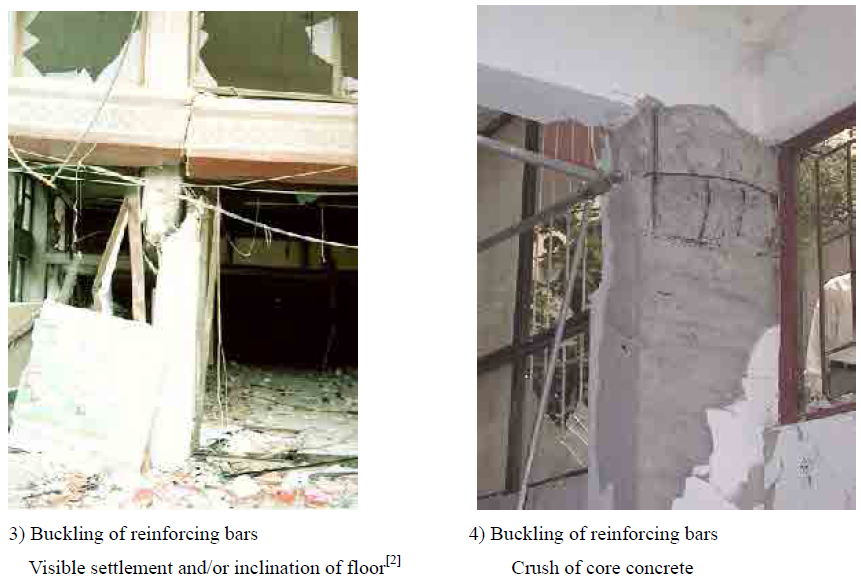 3) Buckling of reinforcing bars
Visible settlement and/or inclination of floor[2]
4) Buckling of reinforcing bars
Crush of core concrete